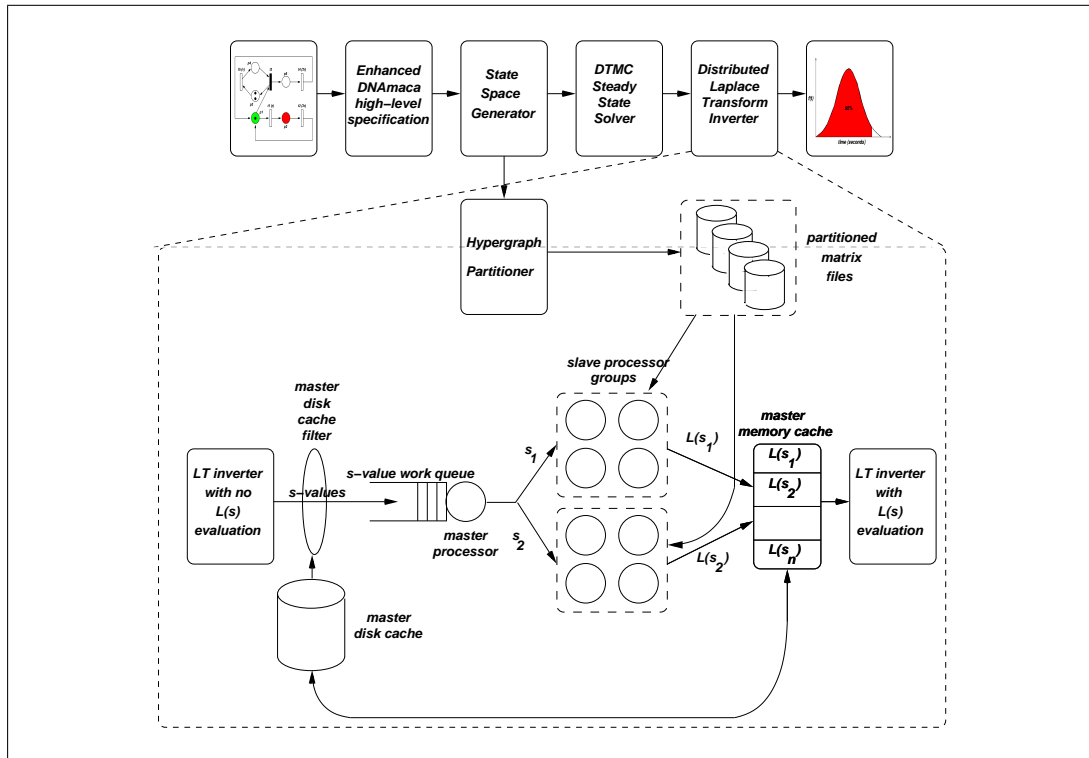 Enhanced
DNAmaca
high–level
specification
State
Space
Generator
DTMC
Steady
State
Solver
Distributed
Laplace
Transform
Inverter
f(t)
time (seconds)
Hypergraph
Partitioner
partitioned
matrix
files
slave processor
groups
master
disk
cache
filter
master
memory cache
LT inverter
with no
L(s)
evaluation
s–values
s–value work queue
master
processor
s1
s2
L(s1)
L(s2)
L(s1)
L(s2)
L(sn)
LT inverter
with
L(s)
evaluation
master
disk cache